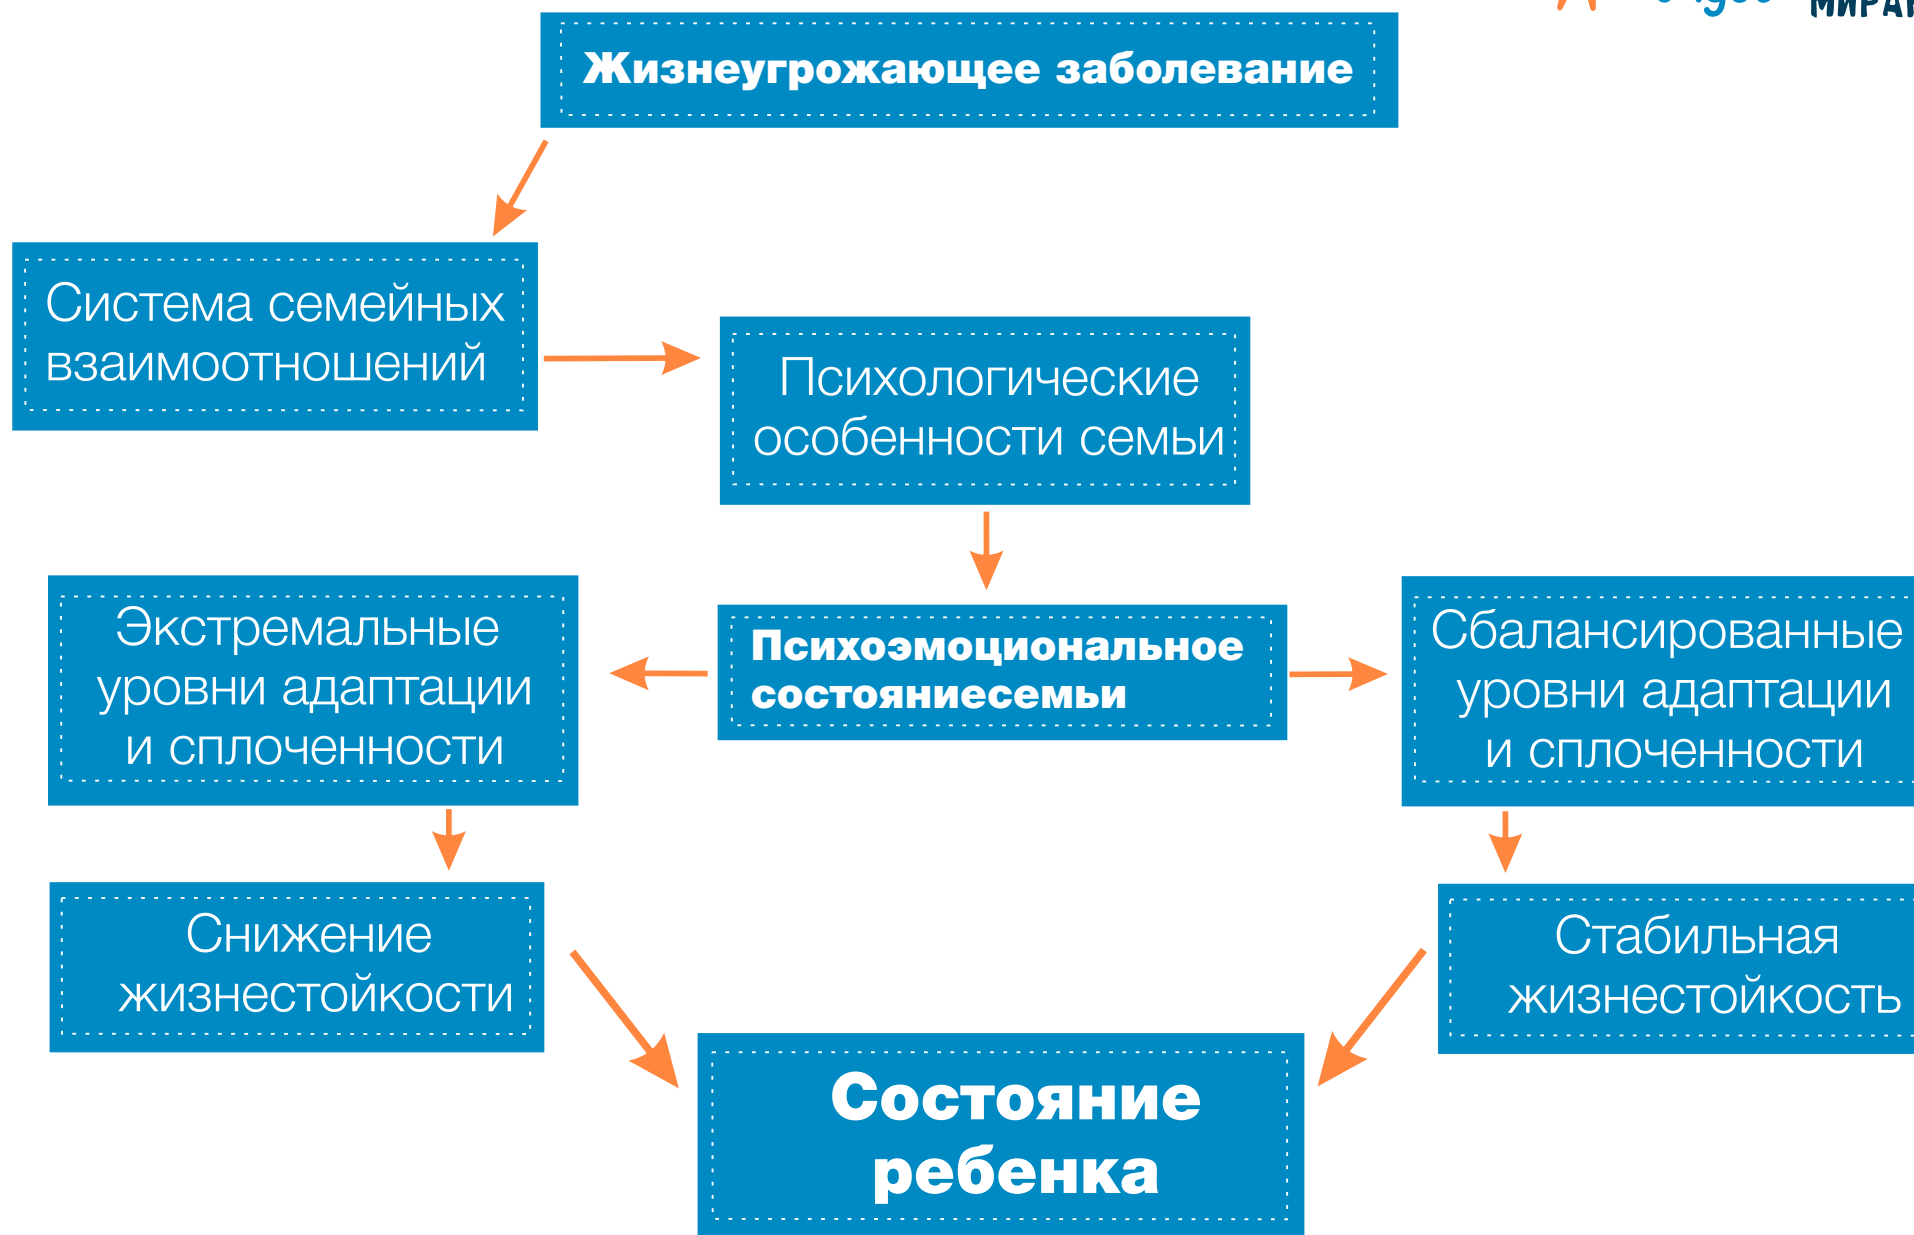 Жизнеугрожающее заболевание
Система семейных
взаимоотношений
Психологические
особенности семьи
Экстремальные
уровни адаптации
и сплоченности
Психоэмоциональное
состояниесемьи
Сбалансированные
уровни адаптации
и сплоченности
Снижение
жизнестойкости
Стабильная
жизнестойкость
Состояние
ребенка